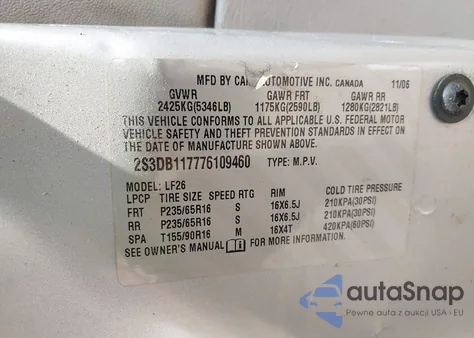 MFD BY CAMI AUTOMOTIVE INC. CANADA 11/06
GVWR GAWR FRT GAWR RR
2425KG(5346LB) 1175KG(2590LB) 1280KG(2821LB)
THIS VEHICLE CONFORMS TO ALL APPLICABLE U.S. FEDERAL MOTOR
VEHICLE SAFETY AND THEFT PREVENTION STANDARDS IN EFFECT ON
THE DATE OF MANUFACTURE SHOWN ABOVE.
2S3DB117776109460 TYPE: M.P.V.
MODEL: LF26
LPCP TIRE SIZE SPEED RTG RIM COLD TIRE PRESSURE
FRT P235/65R16 S 16X6.5J 210KPA(30PSI)
RR P235/65R16 S 16X6.5J 210KPA(30PSI)
SPA T155/90R16 M 16X4T 420KPA(60PSI)
SEE OWNER'S MANUAL FOR MORE INFORMATION.
autoSnap
Pewne auta z aukcji USA i EU